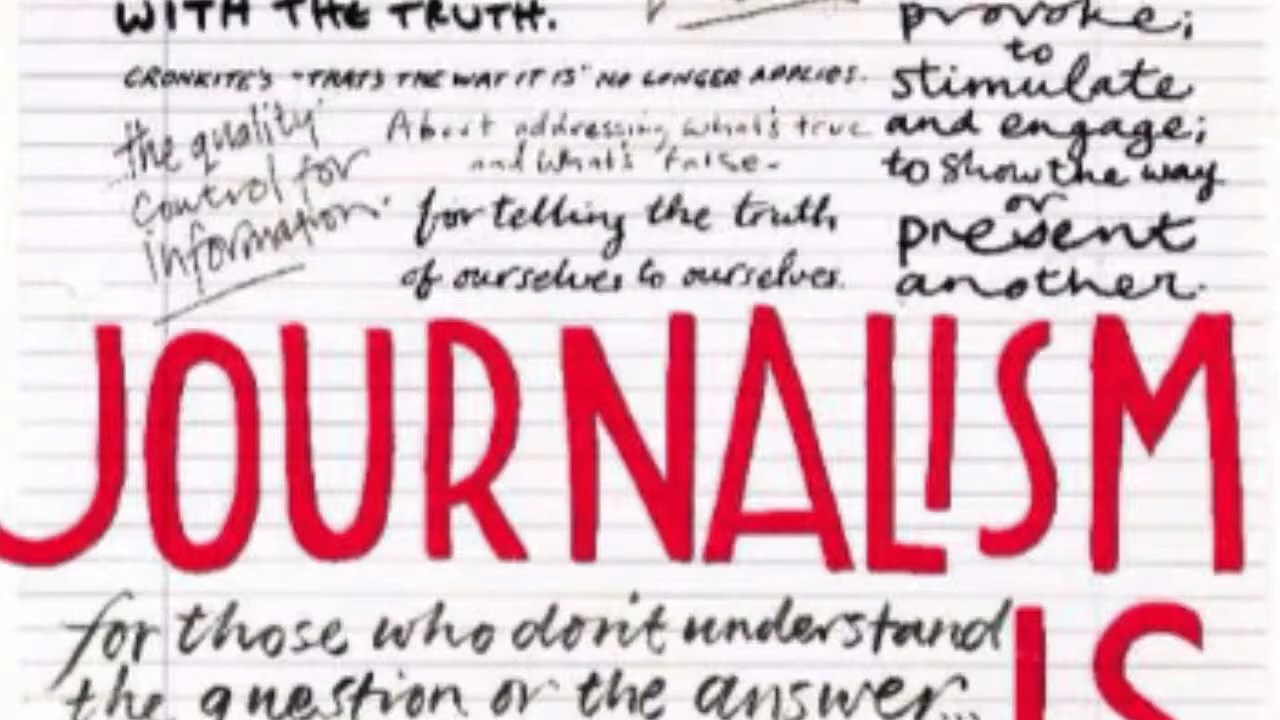 WITH THE TRUTH.
CRONKITE'S "THAT'S THE WAY IT IS" NO LONGER APPLIES.
the quality
control for
information.
About addressing what's true
and what's false.
for telling the truth
of ourselves to ourselves.
provoke;
to
stimulate
and engage;
to show the way
or
present
another.
JOURNALISM
IS
for those who don't understand
the question or the answer...